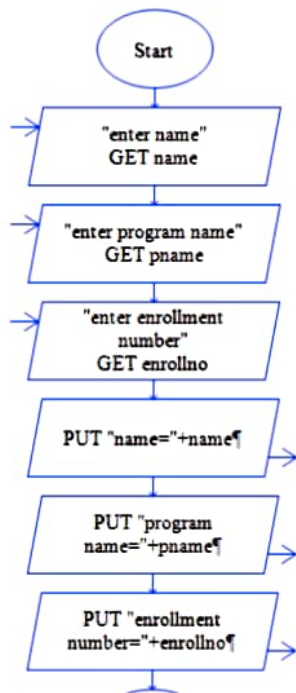 Start
"enter name"
GET name
"enter program name"
GET pname
"enter enrollment
number"
GET enrollno
PUT "name="+name¶
PUT "program
name="+pname¶
PUT "enrollment
number="+enrollno¶